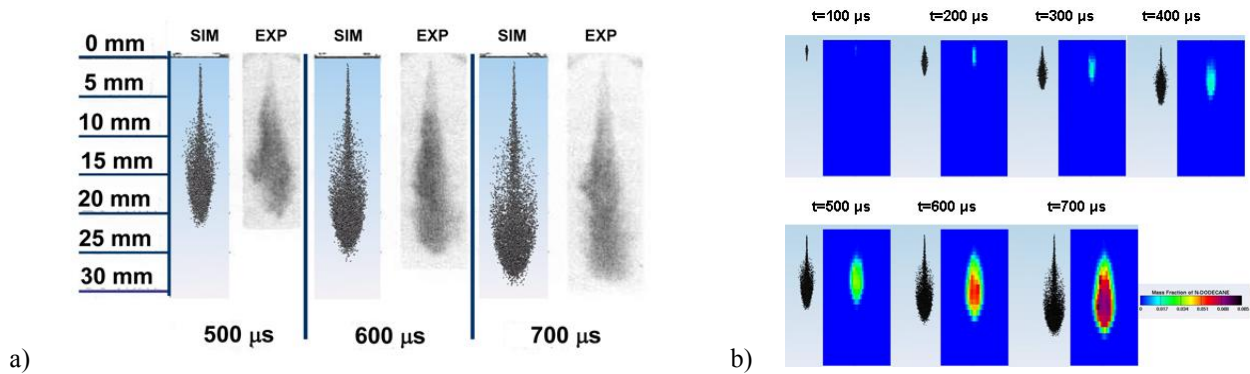 SIM EXP SIM EXP SIM EXP
0 mm
5 mm
10 mm
15 mm
20 mm
25 mm
30 mm
500 µs 600 µs 700 µs
a)
t=100 µs t=200 µs t=300 µs t=400 µs
t=500 µs t=600 µs t=700 µs
Mass Fraction of N-DODECANE
0 0.017 0.034 0.051 0.068 0.085
b)